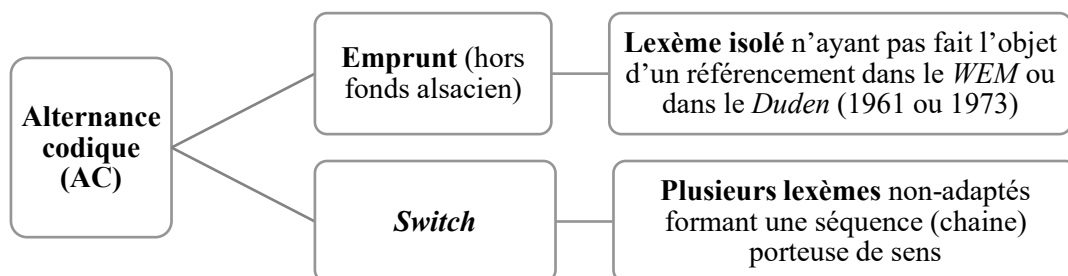 Alternance
codique
(AC)
Emprunt (hors
fonds alsacien)
Lexème isolé n’ayant pas fait l’objet
d’un référencement dans le WEM ou
dans le Duden (1961 ou 1973)
Switch
Plusieurs lexèmes non-adaptés
formant une séquence (chaine)
porteuse de sens